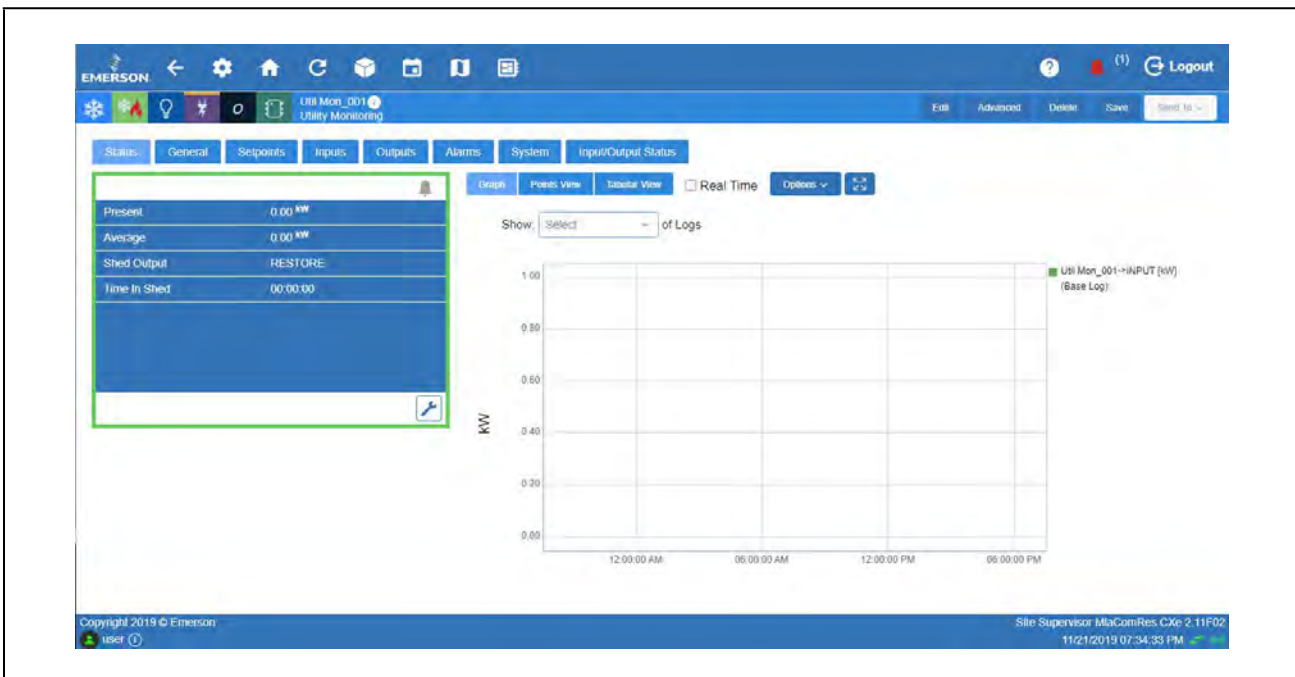 EMERSON
(1) Logout
Util Mon_001
Utility Monitoring
Edit Advanced Delete Save Send To
Status General Setpoints Inputs Outputs Alarms System Input/Output Status
Graph Points View Tabular View Real Time Options
Present 0.00 kW
Average 0.00 kW
Shed Output RESTORE
Time In Shed 00:00:00
Show: Select of Logs
Util Mon_001->INPUT [kW]
(Base Log)
1.00
0.80
0.60
0.40
0.20
0.00
kW
12:00:00 AM 06:00:00 AM 12:00:00 PM 06:00:00 PM
Copyright 2019 © Emerson
user
Site Supervisor MiaComRes CXe 2.11F02
11/21/2019 07:34:33 PM